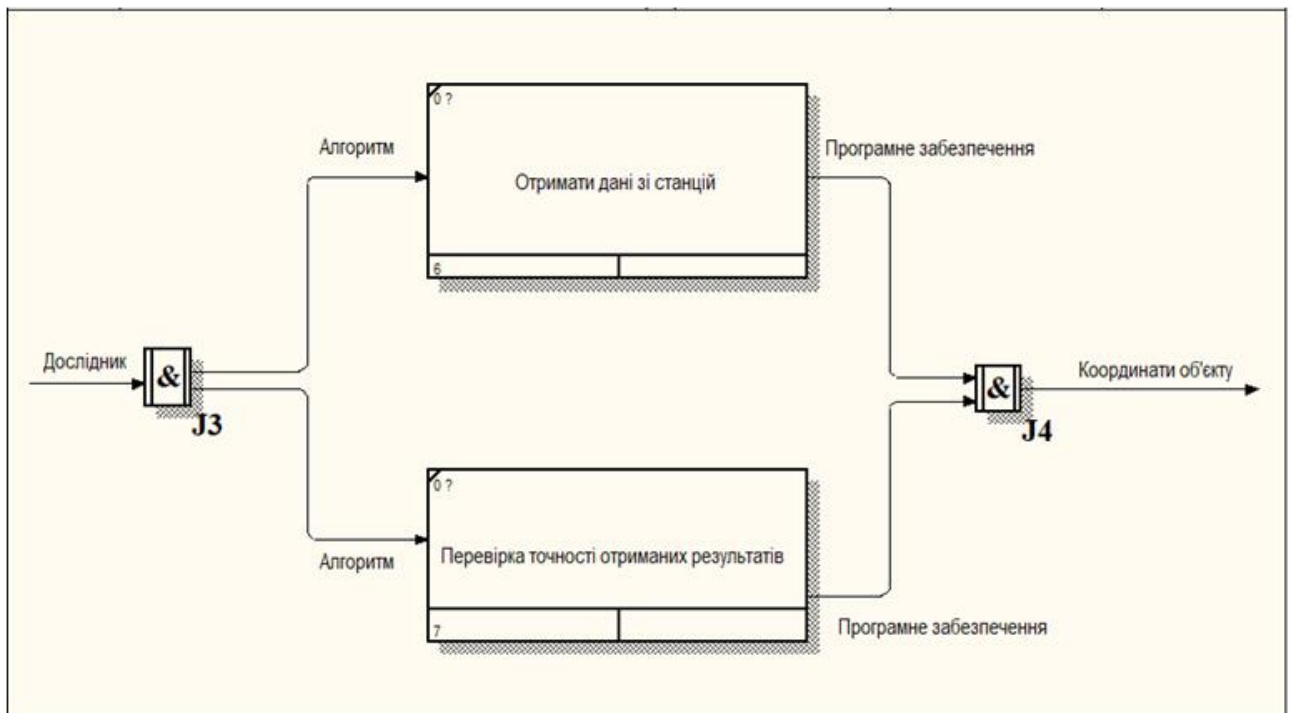 0 ?
Алгоритм
Програмне забезпечення
Отримати дані зі станцій
6
Дослідник
&
J3
Координати об'єкту
&
J4
0 ?
Алгоритм
Перевірка точності отриманих результатів
7
Програмне забезпечення